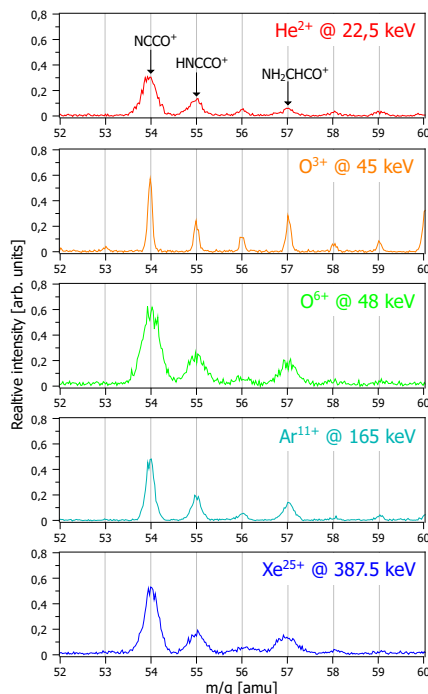 Realtive intensity [arb. units]
0,8
0,6
0,4
0,2
0
He²⁺ @ 22,5 keV
NCCO⁺
HNCCO⁺
NH₂CHCO⁺
52 53 54 55 56 57 58 59 60
0,8
0,6
0,4
0,2
0
O³⁺ @ 45 keV
52 53 54 55 56 57 58 59 60
0,8
0,6
0,4
0,2
0
O⁶⁺ @ 48 keV
52 53 54 55 56 57 58 59 60
0,8
0,6
0,4
0,2
0
Ar¹¹⁺ @ 165 keV
52 53 54 55 56 57 58 59 60
0,8
0,6
0,4
0,2
0
Xe²⁵⁺ @ 387.5 keV
52 53 54 55 56 57 58 59 60
m/q [amu]